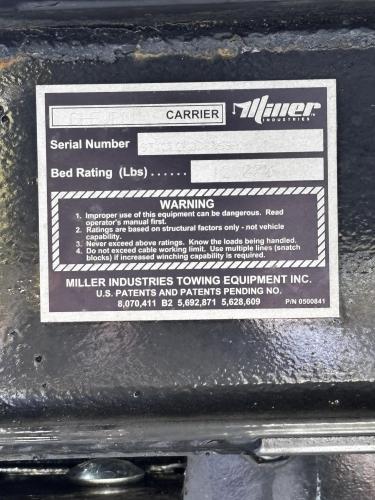 CARRIER Miller
INDUSTRIES
Serial Number
Bed Rating (Lbs)......
WARNING
1. Improper use of this equipment can be dangerous. Read
operator's manual first.
2. Ratings are based on structural factors only - not vehicle
capability.
3. Never exceed above ratings. Know the loads being handled.
4. Do not exceed cable working limit. Use multiple lines (snatch
blocks) if increased winching capability is required.
MILLER INDUSTRIES TOWING EQUIPMENT INC.
U.S. PATENTS AND PATENTS PENDING NO.
8,070,411 B2 5,692,871 5,628,609
P/N 0500841